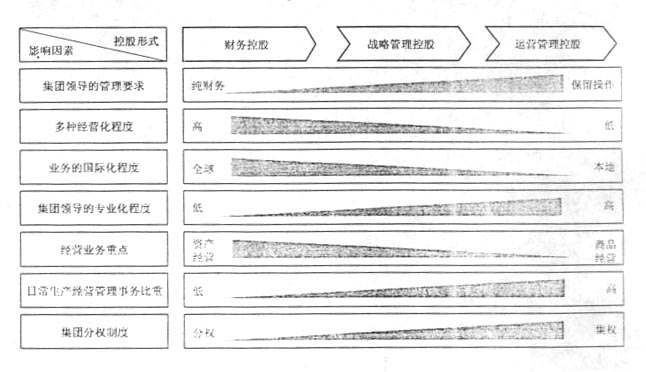 控股形式
影响因素
财务控股
战略管理控股
运营管理控股
集团领导的管理要求
纯财务
保留操作
多种经营化程度
高
低
业务的国际化程度
全球
本地
集团领导的专业化程度
低
高
经营业务重点
资产
经营
商品
经营
日常生产经营管理事务比重
低
高
集团分权制度
分权
集权